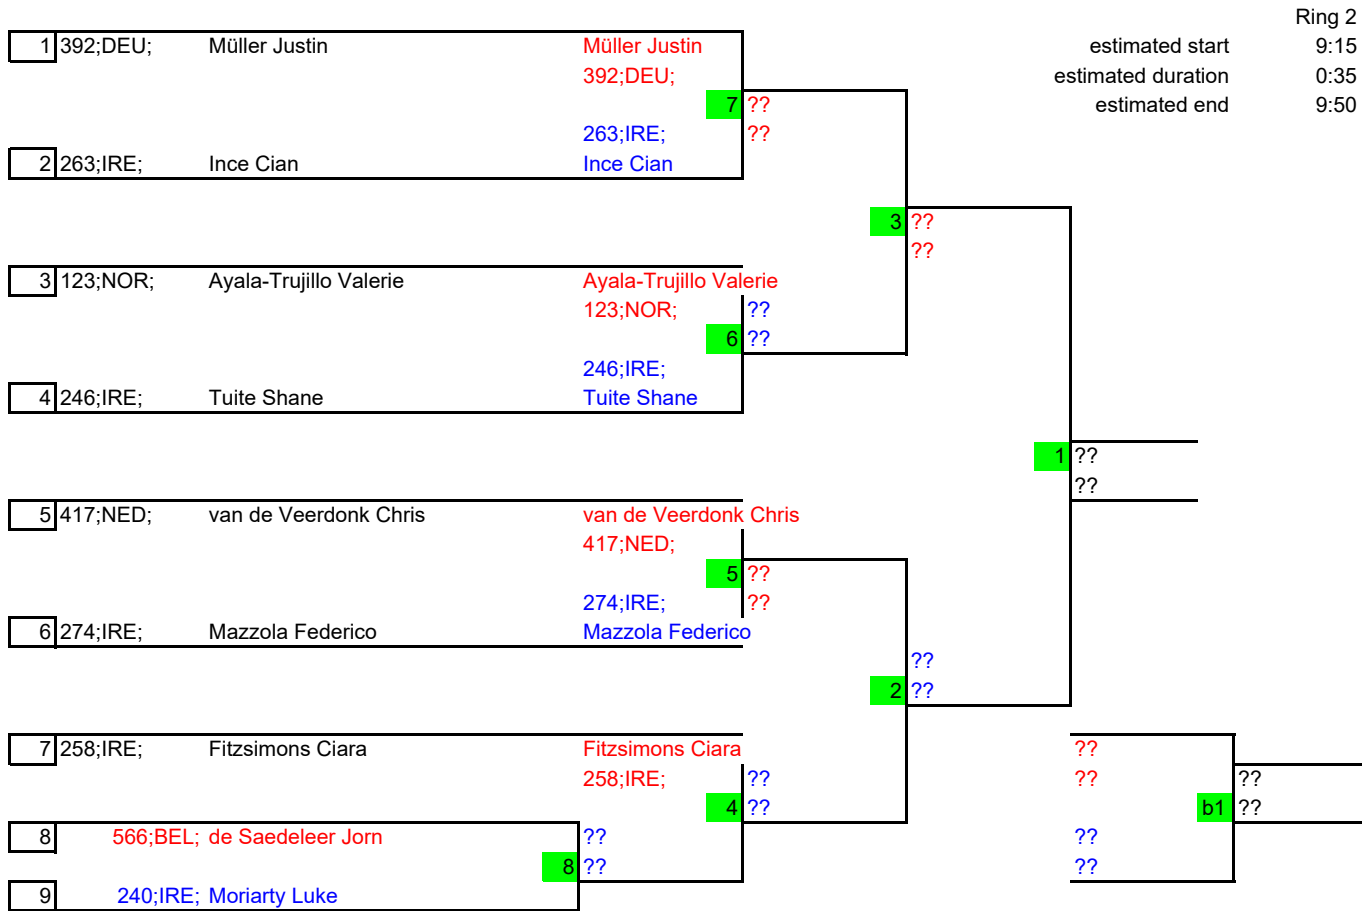 Ring 2
1 392;DEU; Müller Justin Müller Justin estimated start 9:15
392;DEU; estimated duration 0:35
7 ?? estimated end 9:50
263;IRE; ??
2 263;IRE; Ince Cian Ince Cian
3 ??
??
3 123;NOR; Ayala-Trujillo Valerie Ayala-Trujillo Valerie
123;NOR; ??
6 ??
246;IRE;
4 246;IRE; Tuite Shane Tuite Shane
1 ??
??
5 417;NED; van de Veerdonk Chris van de Veerdonk Chris
417;NED;
5 ??
274;IRE; ??
6 274;IRE; Mazzola Federico Mazzola Federico
??
2 ??
7 258;IRE; Fitzsimons Ciara Fitzsimons Ciara ??
258;IRE; ?? ?? ??
4 ?? b1 ??
8 566;BEL; de Saedeleer Jorn ?? ??
8 ?? ??
9 240;IRE; Moriarty Luke